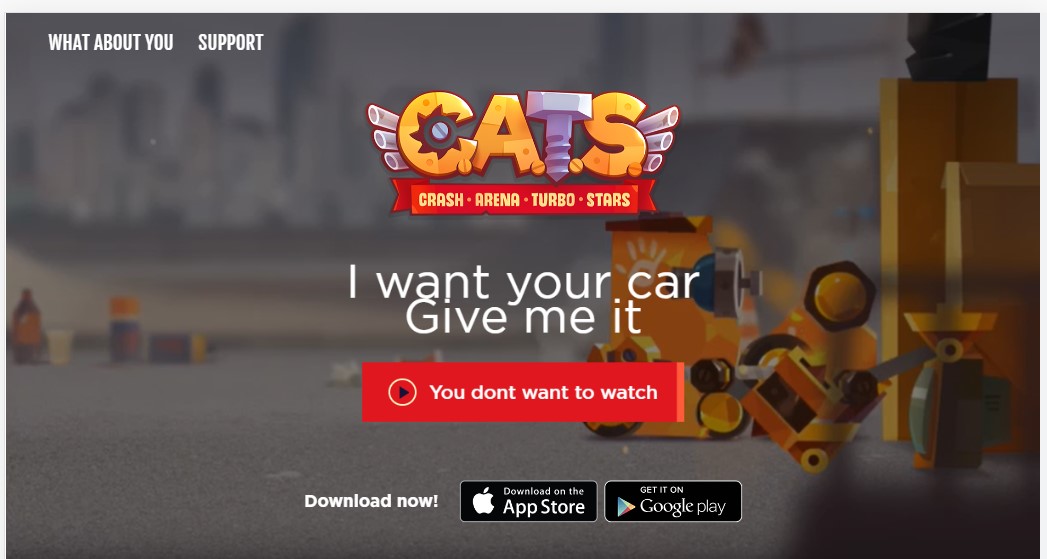 WHAT ABOUT YOU SUPPORT
C.A.T.S.
CRASH · ARENA · TURBO · STARS
I want your car
Give me it
You dont want to watch
Download now!
Download on the
App Store
GET IT ON
Google play